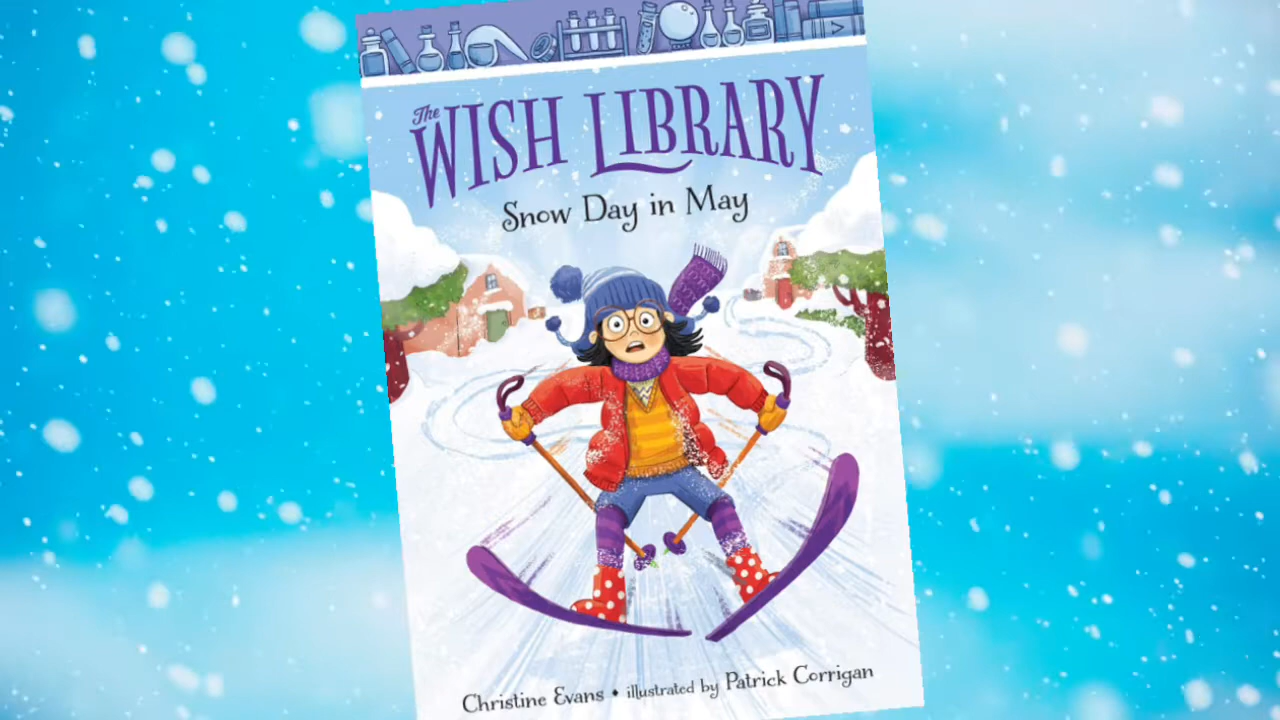 The
WISH LIBRARY
Snow Day in May
Christine Evans • illustrated by Patrick Corrigan